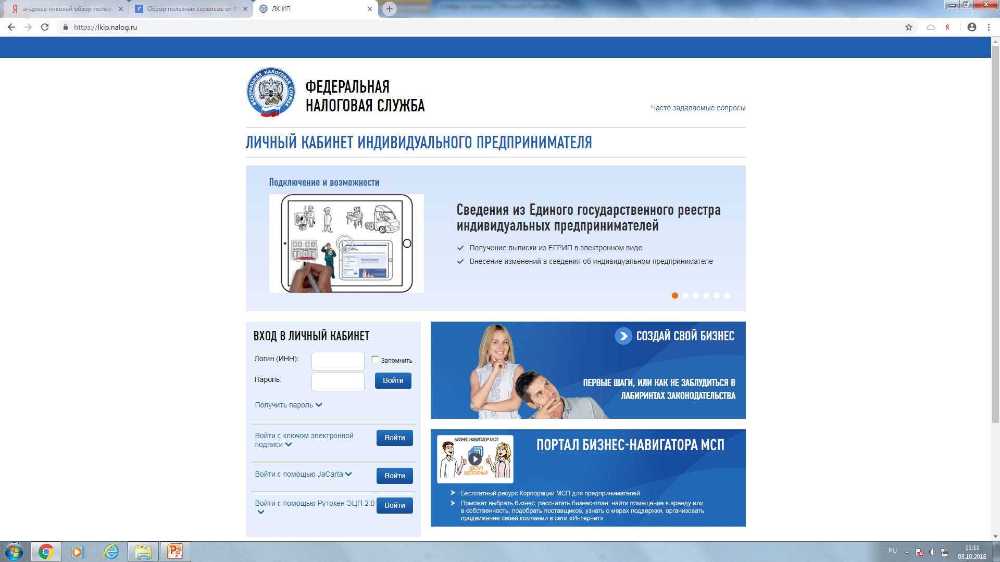 андреев николай обзор полезн
Обзор полезных сервисов от Ф
ЛК ИП
https://lkip.nalog.ru
ФЕДЕРАЛЬНАЯ НАЛОГОВАЯ СЛУЖБА
ФЕДЕРАЛЬНАЯ
НАЛОГОВАЯ СЛУЖБА
Часто задаваемые вопросы
ЛИЧНЫЙ КАБИНЕТ ИНДИВИДУАЛЬНОГО ПРЕДПРИНИМАТЕЛЯ
Подключение и возможности
НАЛОГОВАЯ ИНСПЕКЦИЯ
Сведения из Единого государственного реестра
индивидуальных предпринимателей
Получение выписки из ЕГРИП в электронном виде
Внесение изменений в сведения об индивидуальном предпринимателе
ВХОД В ЛИЧНЫЙ КАБИНЕТ
Логин (ИНН):
Запомнить
Пароль:
Войти
Получить пароль
Войти с ключом электронной
подписи
Войти
Войти с помощью JaCarta
Войти
Войти с помощью Рутокен ЭЦП 2.0
Войти
СОЗДАЙ СВОЙ БИЗНЕС
ПЕРВЫЕ ШАГИ, ИЛИ КАК НЕ ЗАБЛУДИТЬСЯ В
ЛАБИРИНТАХ ЗАКОНОДАТЕЛЬСТВА
БИЗНЕС-НАВИГАТОР МСП
ДОСТУП
БЕСПЛАТНЫЙ
ПОРТАЛ БИЗНЕС-НАВИГАТОРА МСП
Бесплатный ресурс Корпорации МСП для предпринимателей
Поможет выбрать бизнес, рассчитать бизнес-план, найти помещение в аренду или
в собственность, подобрать поставщиков, узнать о мерах поддержки, организовать
продвижение своей компании в сети «Интернет»
RU
11:11
03.10.2018